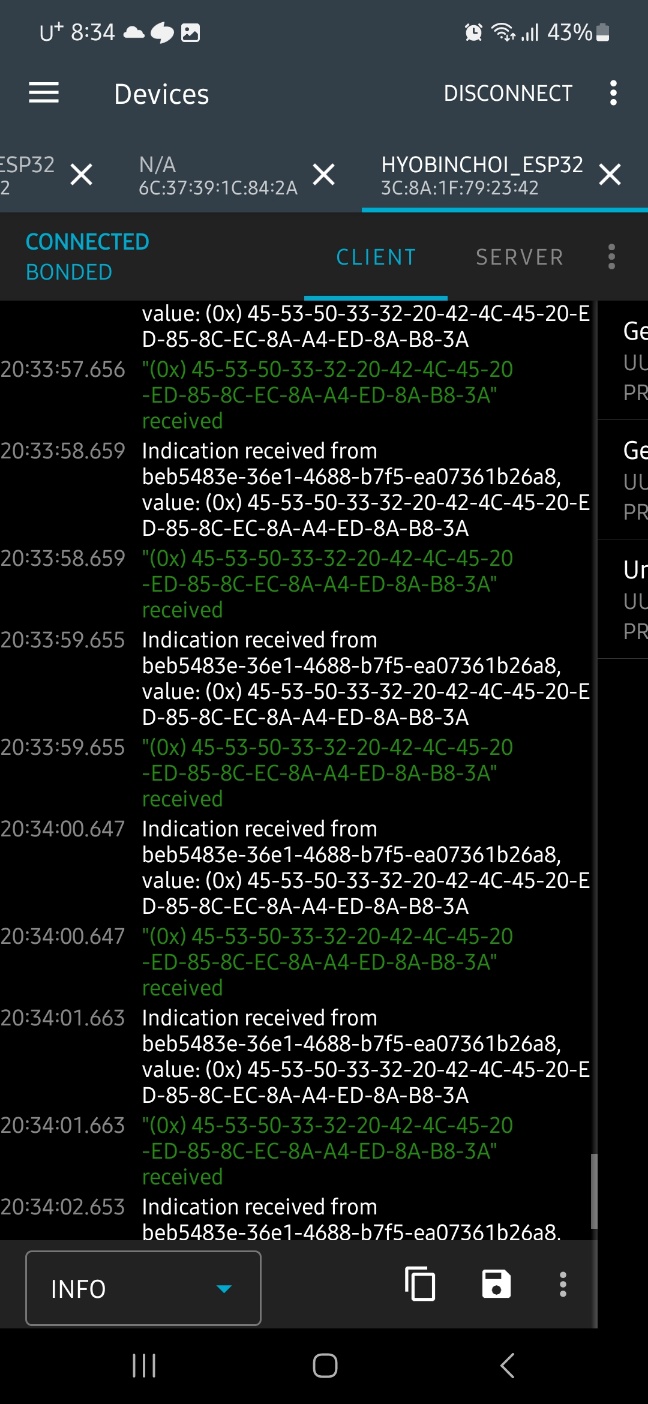 U+ 8:34 43%
Devices DISCONNECT
ESP32 N/A HYOBINCHOI_ESP32
2 6C:37:39:1C:84:2A 3C:8A:1F:79:23:42
CONNECTED
BONDED
CLIENT SERVER
value: (0x) 45-53-50-33-32-20-42-4C-45-20-E
D-85-8C-EC-8A-A4-ED-8A-B8-3A
20:33:57.656 "(0x) 45-53-50-33-32-20-42-4C-45-20
-ED-85-8C-EC-8A-A4-ED-8A-B8-3A"
received
20:33:58.659 Indication received from
beb5483e-36e1-4688-b7f5-ea07361b26a8,
value: (0x) 45-53-50-33-32-20-42-4C-45-20-E
D-85-8C-EC-8A-A4-ED-8A-B8-3A
20:33:58.659 "(0x) 45-53-50-33-32-20-42-4C-45-20
-ED-85-8C-EC-8A-A4-ED-8A-B8-3A"
received
20:33:59.655 Indication received from
beb5483e-36e1-4688-b7f5-ea07361b26a8,
value: (0x) 45-53-50-33-32-20-42-4C-45-20-E
D-85-8C-EC-8A-A4-ED-8A-B8-3A
20:33:59.655 "(0x) 45-53-50-33-32-20-42-4C-45-20
-ED-85-8C-EC-8A-A4-ED-8A-B8-3A"
received
20:34:00.647 Indication received from
beb5483e-36e1-4688-b7f5-ea07361b26a8,
value: (0x) 45-53-50-33-32-20-42-4C-45-20-E
D-85-8C-EC-8A-A4-ED-8A-B8-3A
20:34:00.647 "(0x) 45-53-50-33-32-20-42-4C-45-20
-ED-85-8C-EC-8A-A4-ED-8A-B8-3A"
received
20:34:01.663 Indication received from
beb5483e-36e1-4688-b7f5-ea07361b26a8,
value: (0x) 45-53-50-33-32-20-42-4C-45-20-E
D-85-8C-EC-8A-A4-ED-8A-B8-3A
20:34:01.663 "(0x) 45-53-50-33-32-20-42-4C-45-20
-ED-85-8C-EC-8A-A4-ED-8A-B8-3A"
received
20:34:02.653 Indication received from
beb5483e-36e1-4688-b7f5-ea07361b26a8,
Ge
UU
PR
Ge
UU
PR
Un
UU
PR
INFO